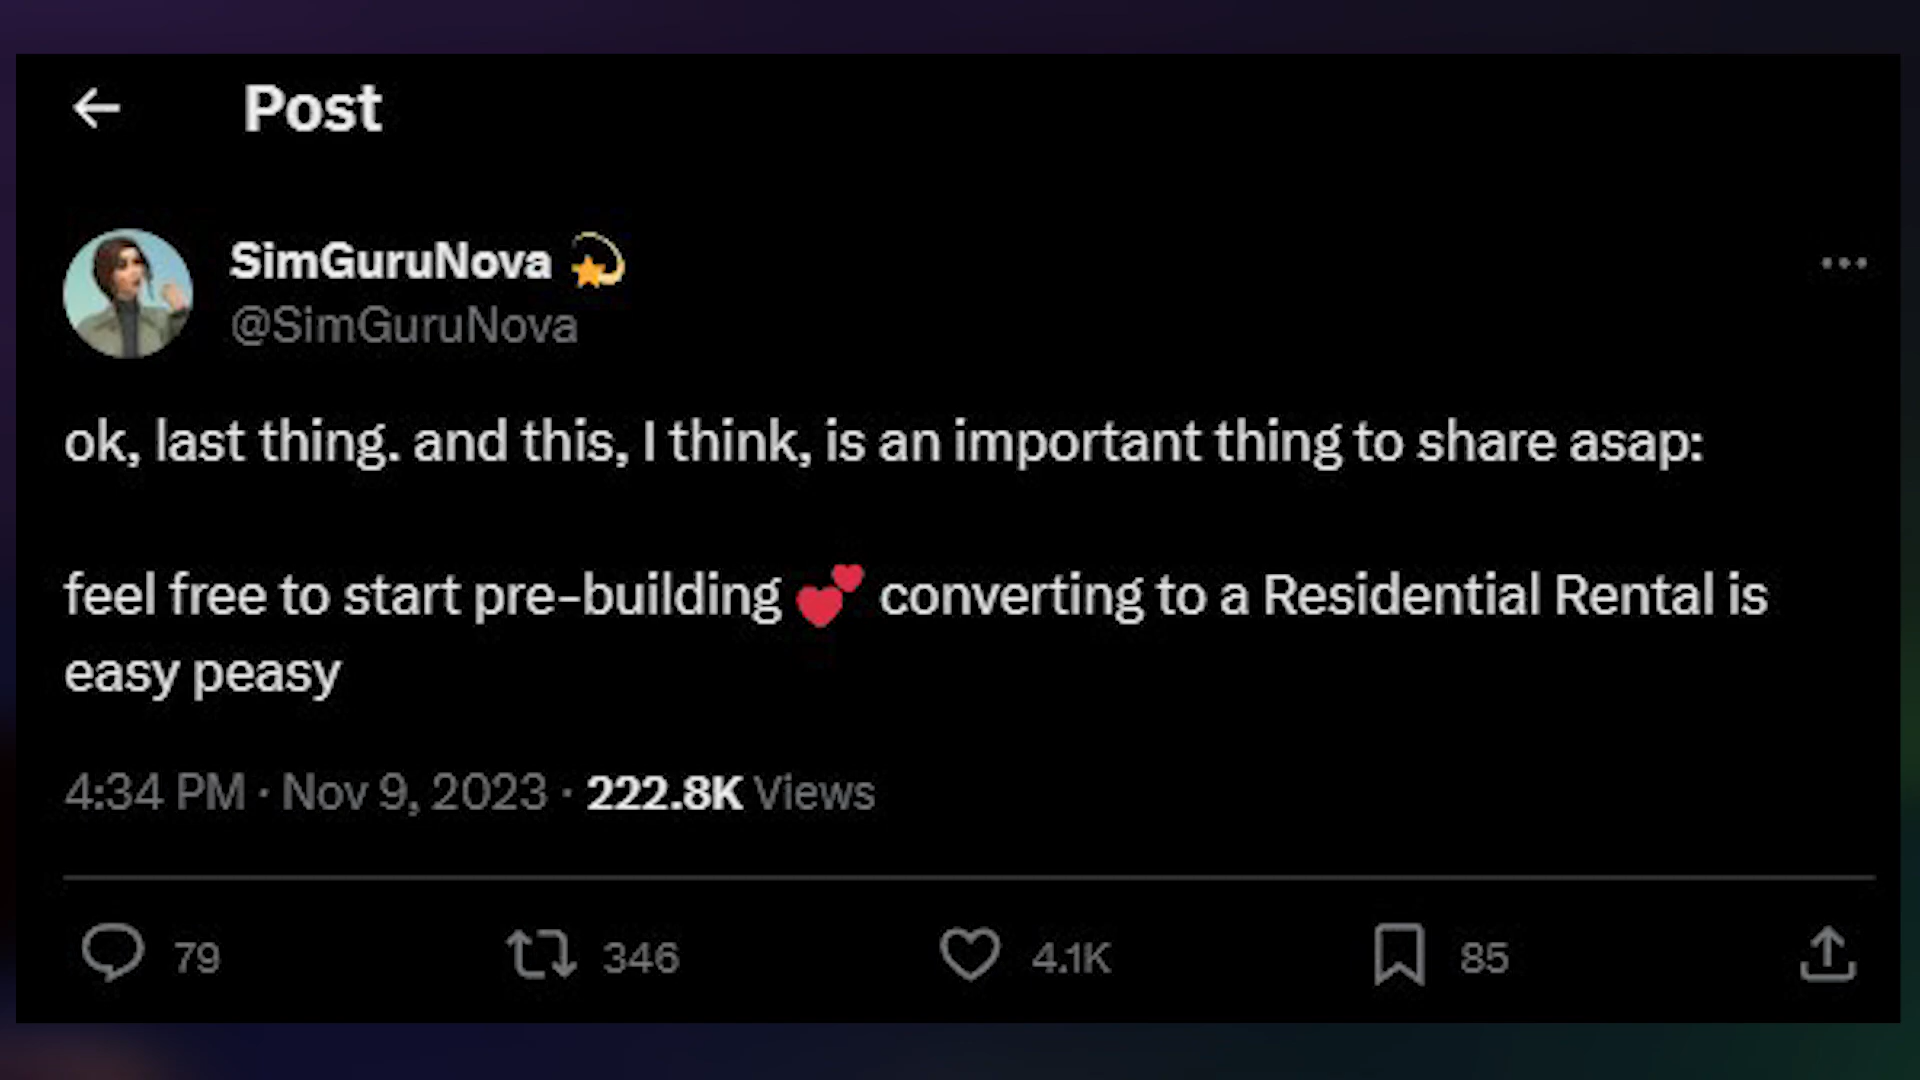 Post
SimGuruNova 💫
@SimGuruNova
ok, last thing. and this, I think, is an important thing to share asap:
feel free to start pre-building 💕 converting to a Residential Rental is
easy peasy
4:34 PM · Nov 9, 2023 · 222.8K Views
79 346 4.1K 85